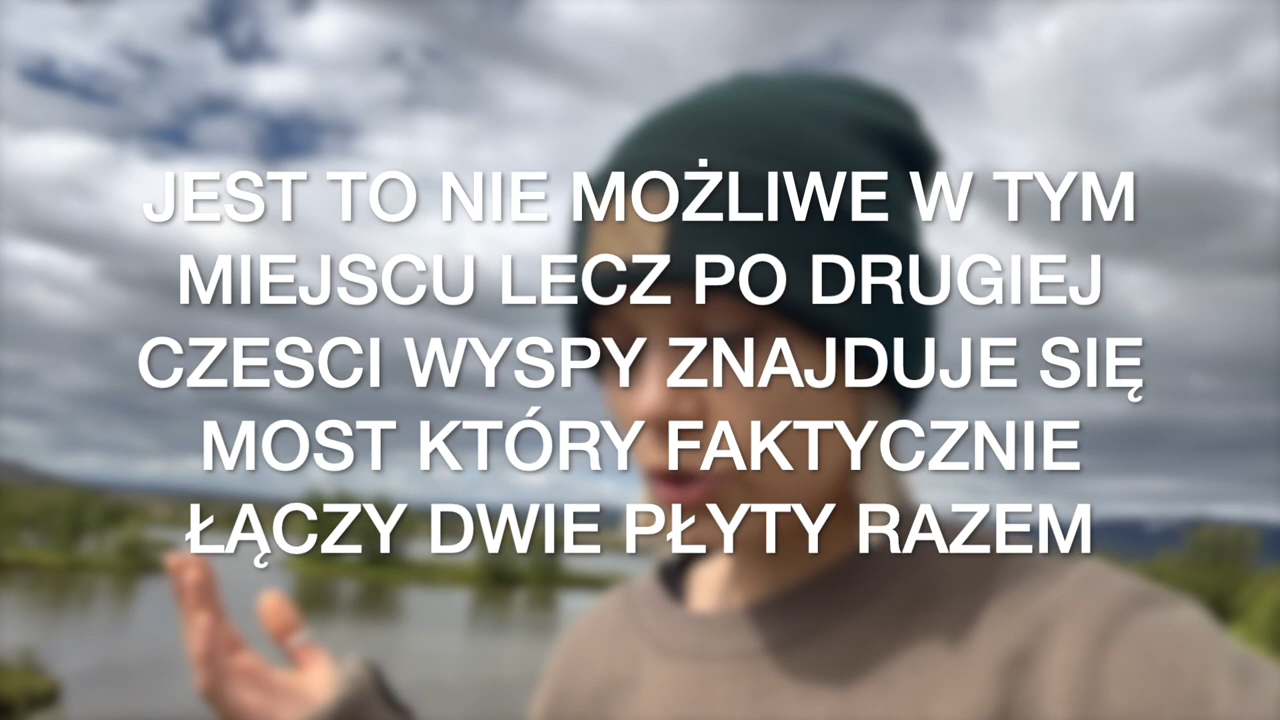 JEST TO NIE MOŻLIWE W TYM
MIEJSCU LECZ PO DRUGIEJ
CZESCI WYSPY ZNAJDUJE SIĘ
MOST KTÓRY FAKTYCZNIE
ŁĄCZY DWIE PŁYTY RAZEM